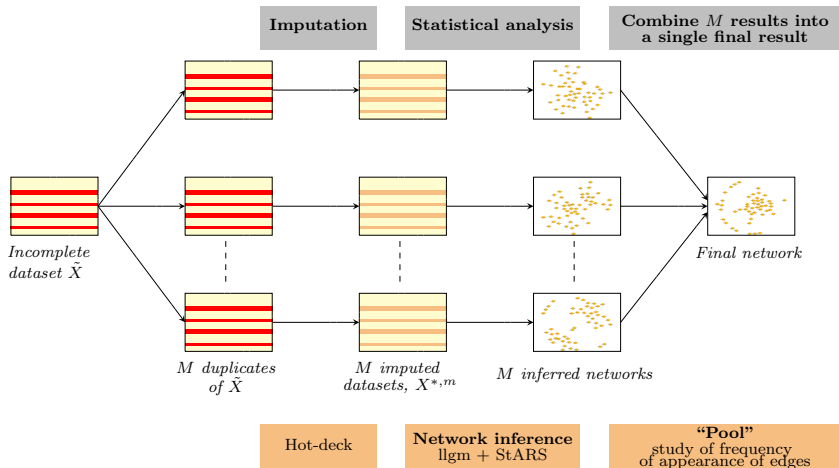 Imputation
Statistical analysis
Combine M results into
a single final result
Incomplete
dataset X̃
Final network
M duplicates
of X̃
M imputed
datasets, X*,m
M inferred networks
Hot-deck
Network inference
llgm + StARS
“Pool”
study of frequency
of appearance of edges